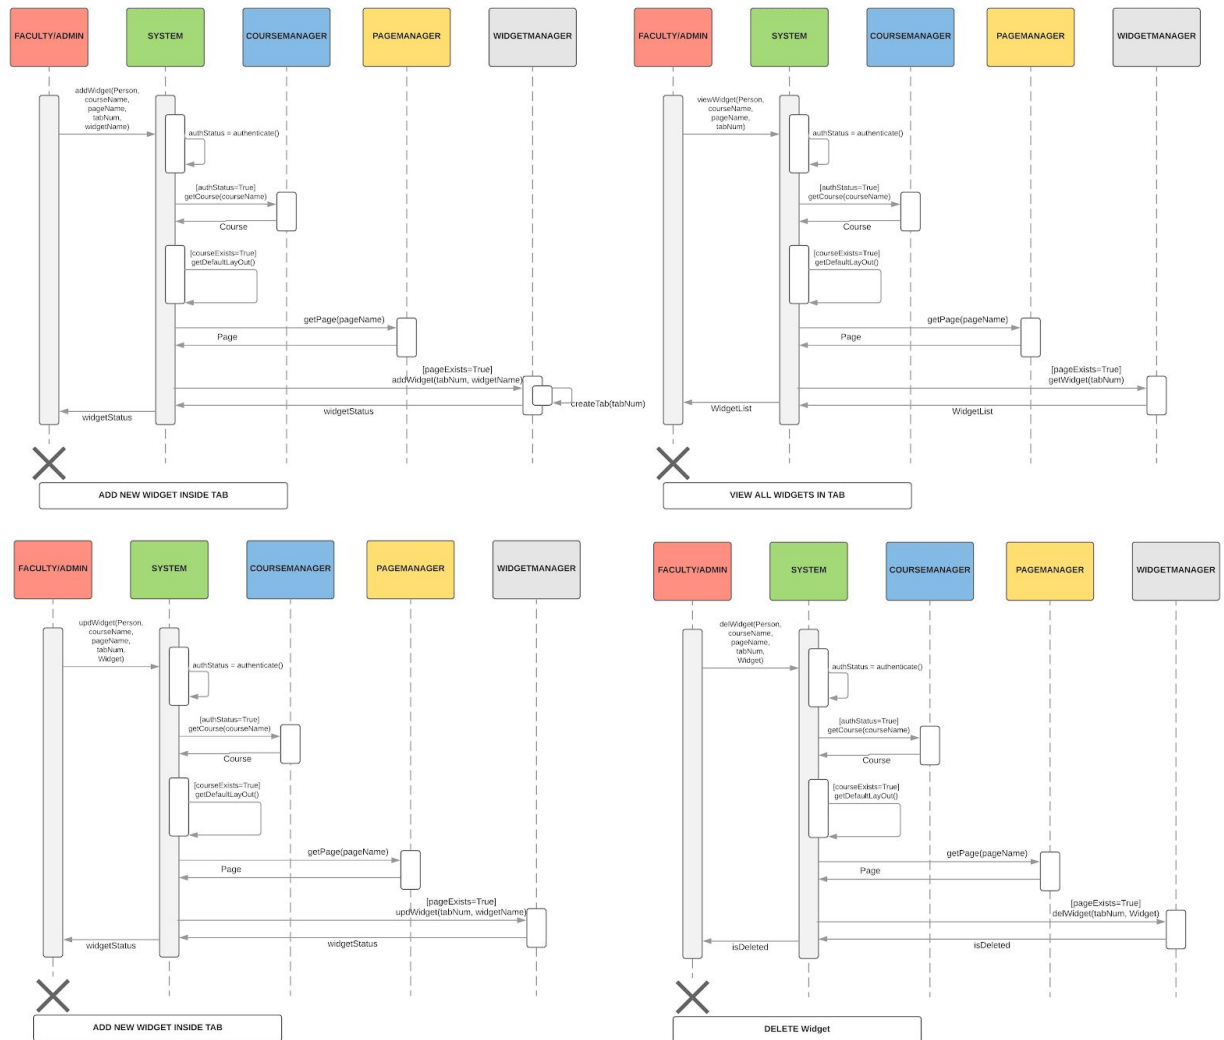 FACULTY/ADMIN
SYSTEM
COURSEMANAGER
PAGEMANAGER
WIDGETMANAGER
addWidget(Person,
courseName,
pageName,
tabNum,
widgetName)
authStatus = authenticate()
[authStatus=True]
getCourse(courseName)
Course
[courseExists=True]
getDefaultLayOut()
getPage(pageName)
Page
[pageExists=True]
addWidget(tabNum, widgetName)
createTab(tabNum)
widgetStatus
widgetStatus
ADD NEW WIDGET INSIDE TAB
FACULTY/ADMIN
SYSTEM
COURSEMANAGER
PAGEMANAGER
WIDGETMANAGER
viewWidget(Person,
courseName,
pageName,
tabNum)
authStatus = authenticate()
[authStatus=True]
getCourse(courseName)
Course
[courseExists=True]
getDefaultLayOut()
getPage(pageName)
Page
[pageExists=True]
getWidget(tabNum)
WidgetList
WidgetList
VIEW ALL WIDGETS IN TAB
FACULTY/ADMIN
SYSTEM
COURSEMANAGER
PAGEMANAGER
WIDGETMANAGER
updWidget(Person,
courseName,
pageName,
tabNum,
Widget)
authStatus = authenticate()
[authStatus=True]
getCourse(courseName)
Course
[courseExists=True]
getDefaultLayOut()
getPage(pageName)
Page
[pageExists=True]
updWidget(tabNum, widgetName)
widgetStatus
widgetStatus
ADD NEW WIDGET INSIDE TAB
FACULTY/ADMIN
SYSTEM
COURSEMANAGER
PAGEMANAGER
WIDGETMANAGER
delWidget(Person,
courseName,
pageName,
tabNum,
Widget)
authStatus = authenticate()
[authStatus=True]
getCourse(courseName)
Course
[courseExists=True]
getDefaultLayOut()
getPage(pageName)
Page
[pageExists=True]
delWidget(tabNum, Widget)
isDeleted
isDeleted
DELETE Widget